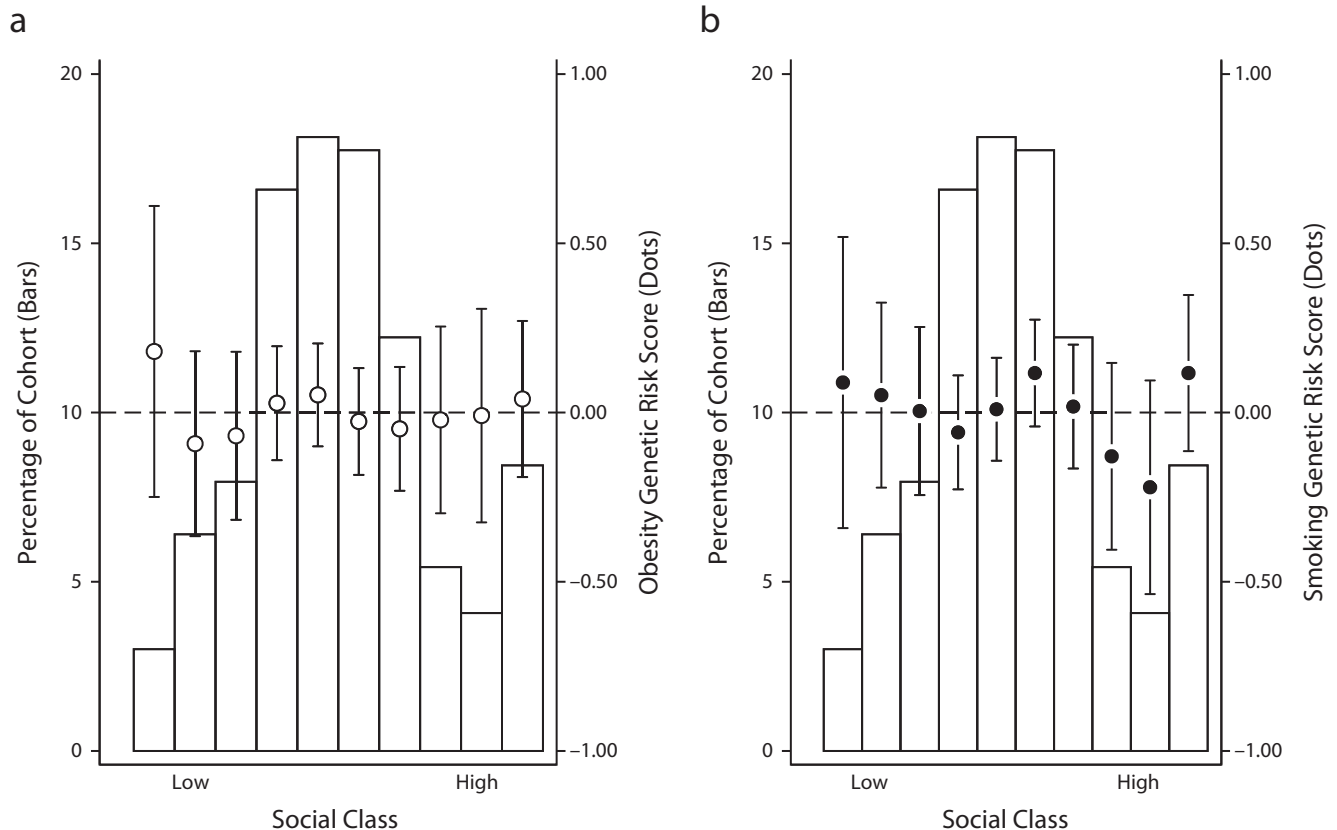 a
20
15
10
5
0
Percentage of Cohort (Bars)
1.00
0.50
0.00
–0.50
–1.00
Obesity Genetic Risk Score (Dots)
Low
High
Social Class
b
20
15
10
5
0
Percentage of Cohort (Bars)
1.00
0.50
0.00
–0.50
–1.00
Smoking Genetic Risk Score (Dots)
Low
High
Social Class